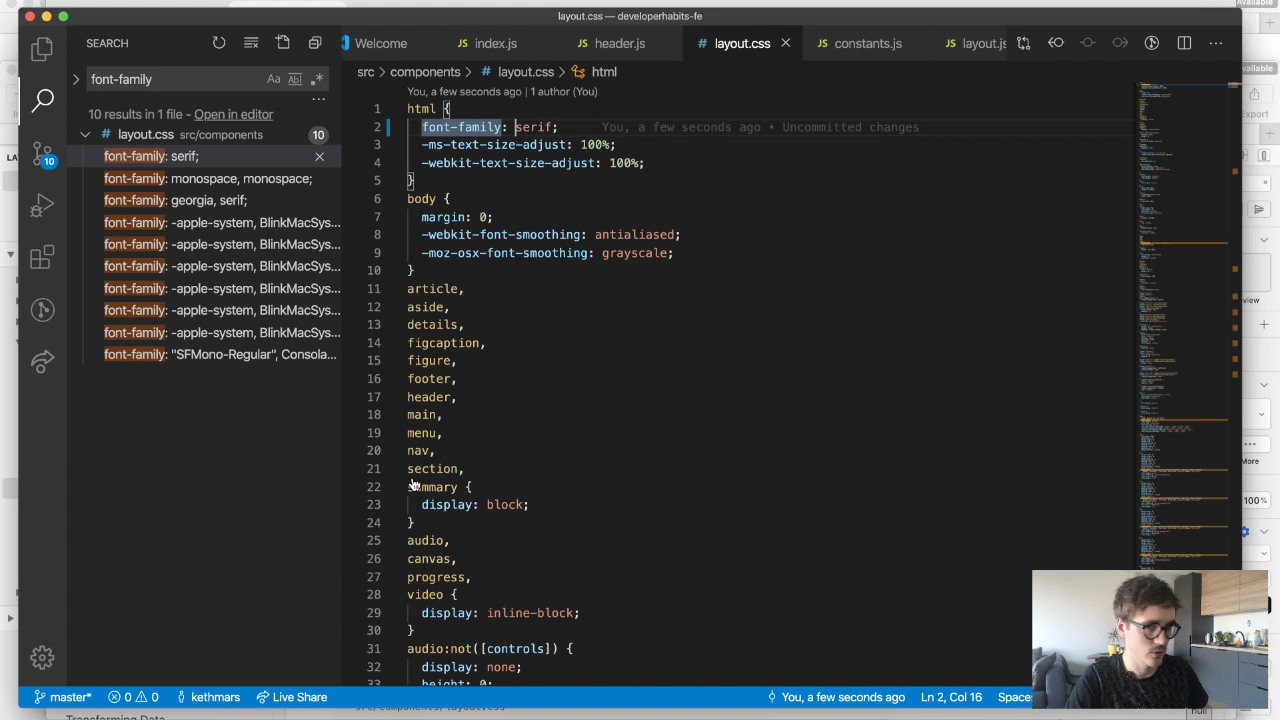 Available
layout.css — developerhabits-fe
SEARCH
Welcome
index.js
header.js
layout.css
constants.js
layout.js
Available
font-family
Aa
src > components > # layout.css > html
10 results in 1 file - Open in edit
layout.css src/components 10
font-family: serif;
font-family: monospace, monospace;
font-family: georgia, serif;
font-family: -apple-system, BlinkMacSys...
font-family: -apple-system, BlinkMacSys...
font-family: -apple-system, BlinkMacSys...
font-family: -apple-system, BlinkMacSys...
font-family: -apple-system, BlinkMacSys...
font-family: -apple-system, BlinkMacSys...
font-family: "SFMono-Regular", Consola...
10
You, a few seconds ago | 1 author (You)
1 html {
2 font-family: serif; You, a few seconds ago • Uncommitted changes
3 -ms-text-size-adjust: 100%;
4 -webkit-text-size-adjust: 100%;
5 }
6 body {
7 margin: 0;
8 -webkit-font-smoothing: antialiased;
9 -moz-osx-font-smoothing: grayscale;
10 }
11 article,
12 aside,
13 details,
14 figcaption,
15 figure,
16 footer,
17 header,
18 main,
19 menu,
20 nav,
21 section,
22 summary {
23 display: block;
24 }
25 audio,
26 canvas,
27 progress,
28 video {
29 display: inline-block;
30 }
31 audio:not([controls]) {
32 display: none;
33 height: 0;
More
100%
master* 0 0 kethmars Live Share
You, a few seconds ago Ln 2, Col 16 Spaces
Transforming Data
src/components/layout.css
null